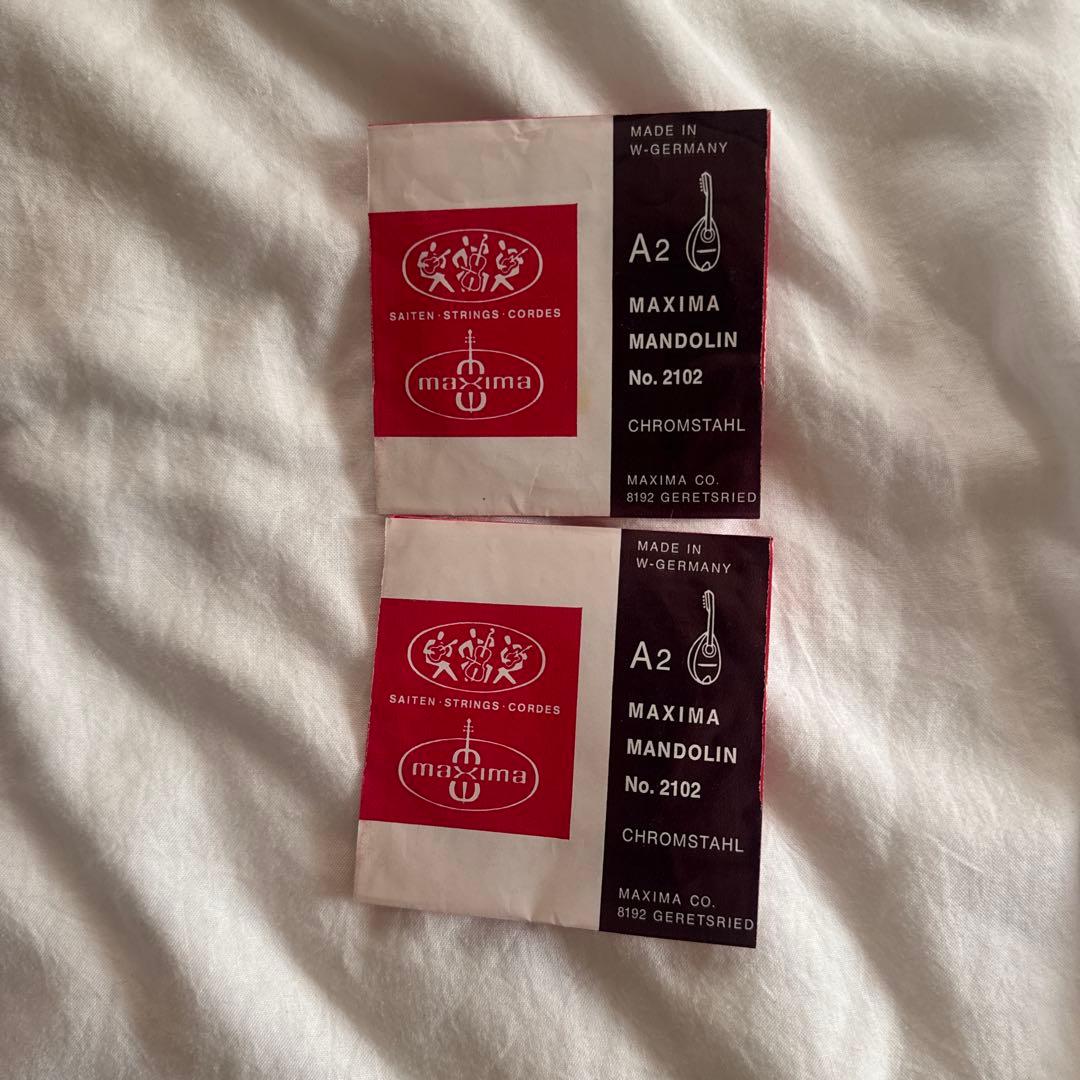 MADE IN
W-GERMANY
A2
MAXIMA
MANDOLIN
No. 2102
CHROMSTAHL
MAXIMA CO.
8192 GERETSRIED
SAITEN · STRINGS · CORDES
maxima
MADE IN
W-GERMANY
A2
MAXIMA
MANDOLIN
No. 2102
CHROMSTAHL
MAXIMA CO.
8192 GERETSRIED
SAITEN · STRINGS · CORDES
maxima